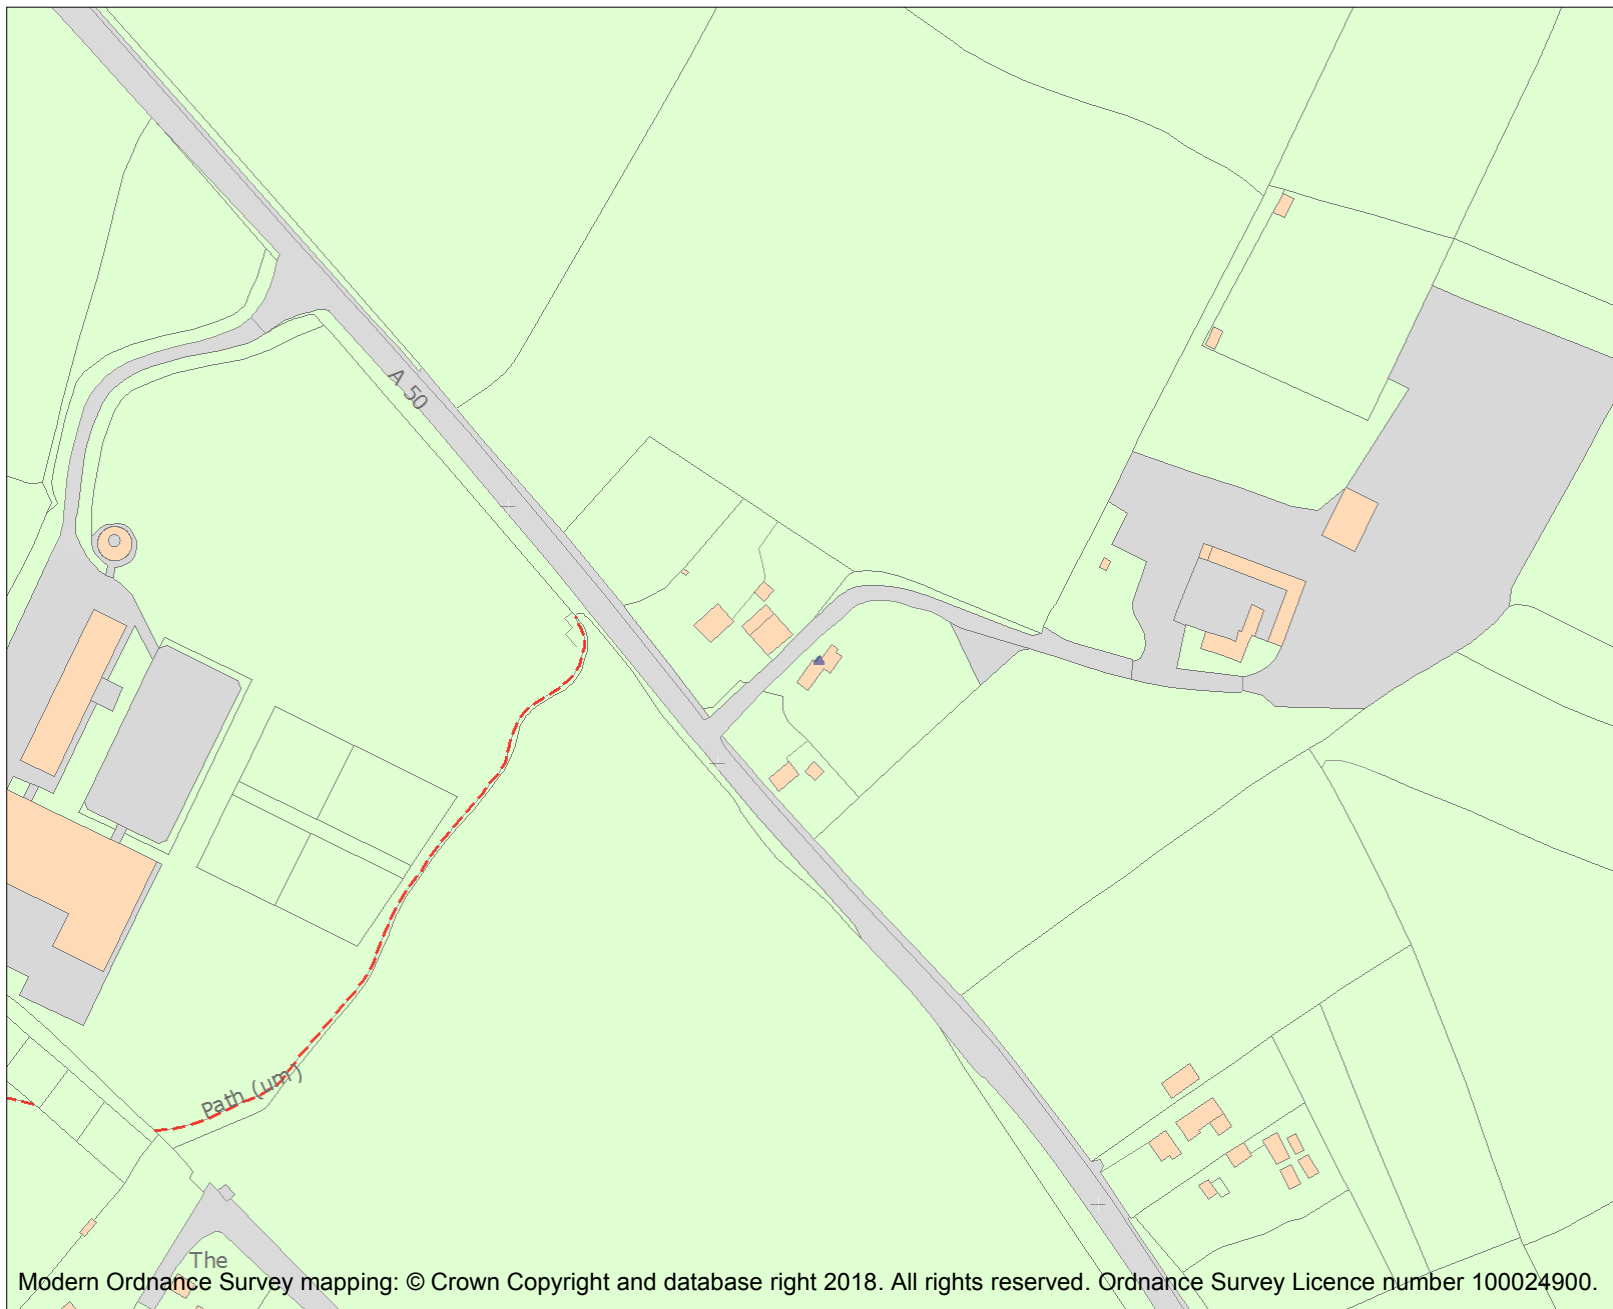 A 50
Path (um)
The
Modern Ordnance Survey mapping: © Crown Copyright and database right 2018. All rights reserved. Ordnance Survey Licence number 100024900.